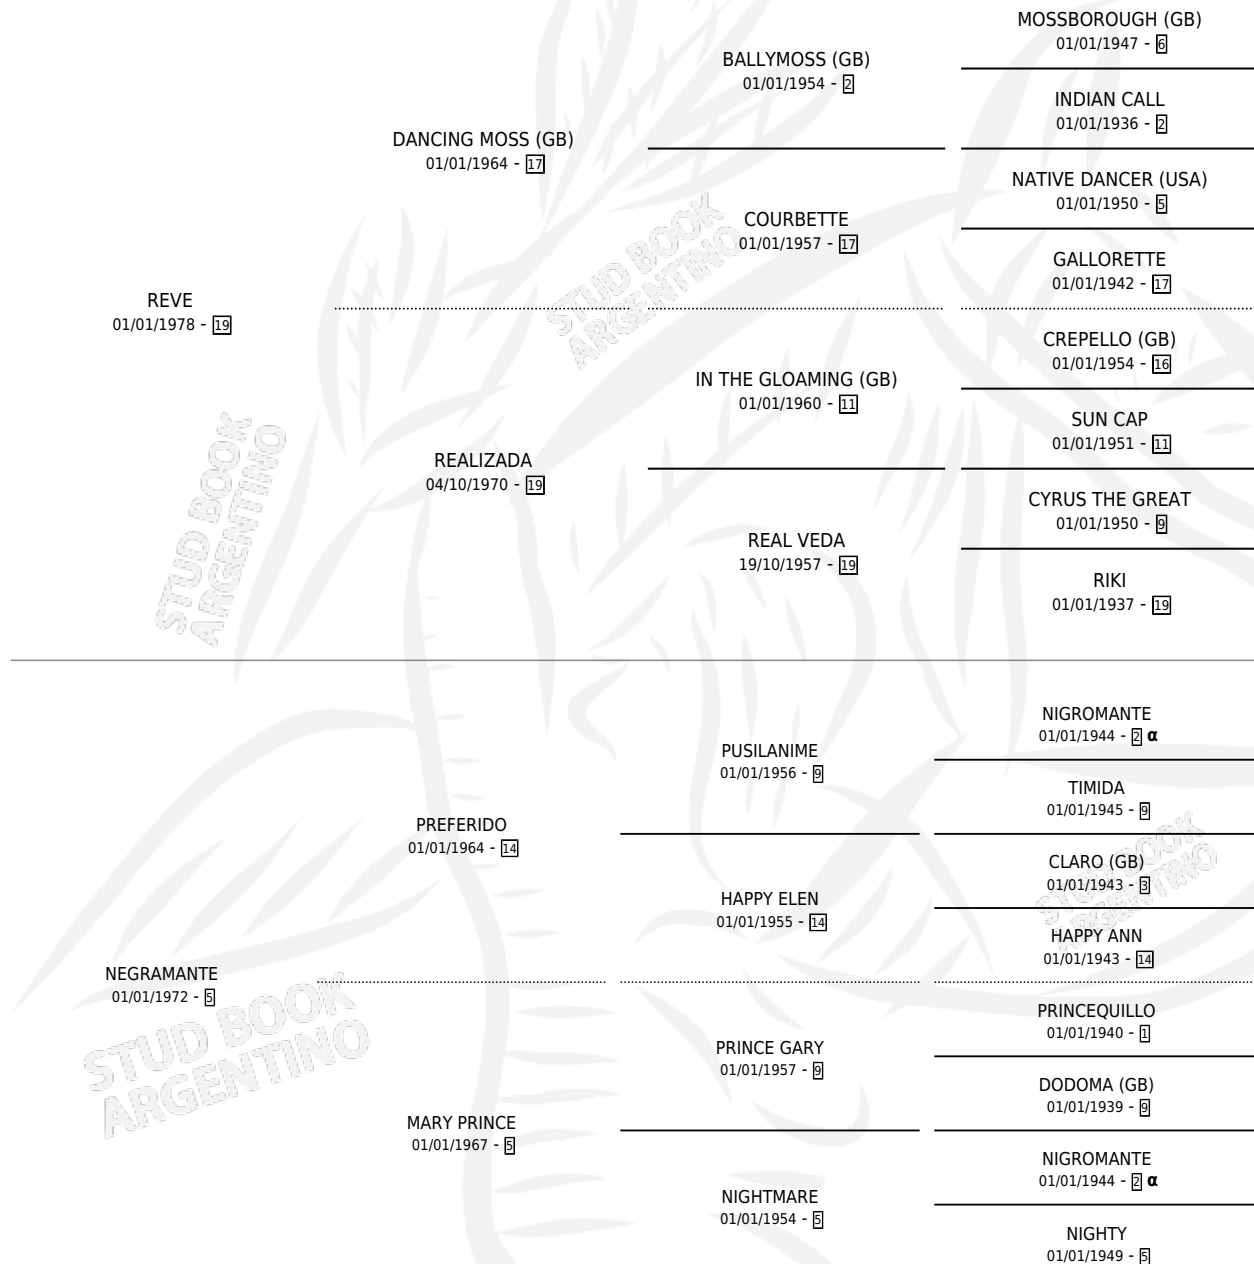 MOSSBOROUGH (GB)
01/01/1947 - 6
BALLYMOSS (GB)
01/01/1954 - 2
INDIAN CALL
01/01/1936 - 2
DANCING MOSS (GB)
01/01/1964 - 17
NATIVE DANCER (USA)
01/01/1950 - 5
COURBETTE
01/01/1957 - 17
GALLORETTE
01/01/1942 - 17
REVE
01/01/1978 - 19
CREPELLO (GB)
01/01/1954 - 16
IN THE GLOAMING (GB)
01/01/1960 - 11
SUN CAP
01/01/1951 - 11
REALIZADA
04/10/1970 - 19
CYRUS THE GREAT
01/01/1950 - 9
REAL VEDA
19/10/1957 - 19
RIKI
01/01/1937 - 19
NIGROMANTE
01/01/1944 - 2 α
PUSILANIME
01/01/1956 - 9
TIMIDA
01/01/1945 - 9
PREFERIDO
01/01/1964 - 14
CLARO (GB)
01/01/1943 - 3
HAPPY ELEN
01/01/1955 - 14
HAPPY ANN
01/01/1943 - 14
NEGRAMANTE
01/01/1972 - 5
PRINCEQUILLO
01/01/1940 - 1
PRINCE GARY
01/01/1957 - 9
DODOMA (GB)
01/01/1939 - 9
MARY PRINCE
01/01/1967 - 5
NIGROMANTE
01/01/1944 - 2 α
NIGHTMARE
01/01/1954 - 5
NIGHTY
01/01/1949 - 5
STUD BOOK
ARGENTINO
STUD BOOK
ARGENTINO
STUD BOOK
ARGENTINO
STUD BOOK
ARGENTINO